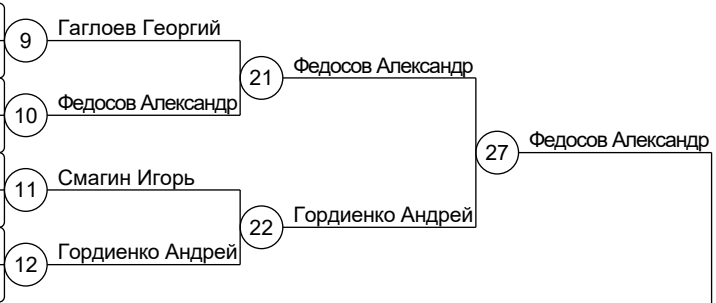 9 Гаглоев Георгий
21 Федосов Александр
10 Федосов Александр
27 Федосов Александр
11 Смагин Игорь
22 Гордиенко Андрей
12 Гордиенко Андрей